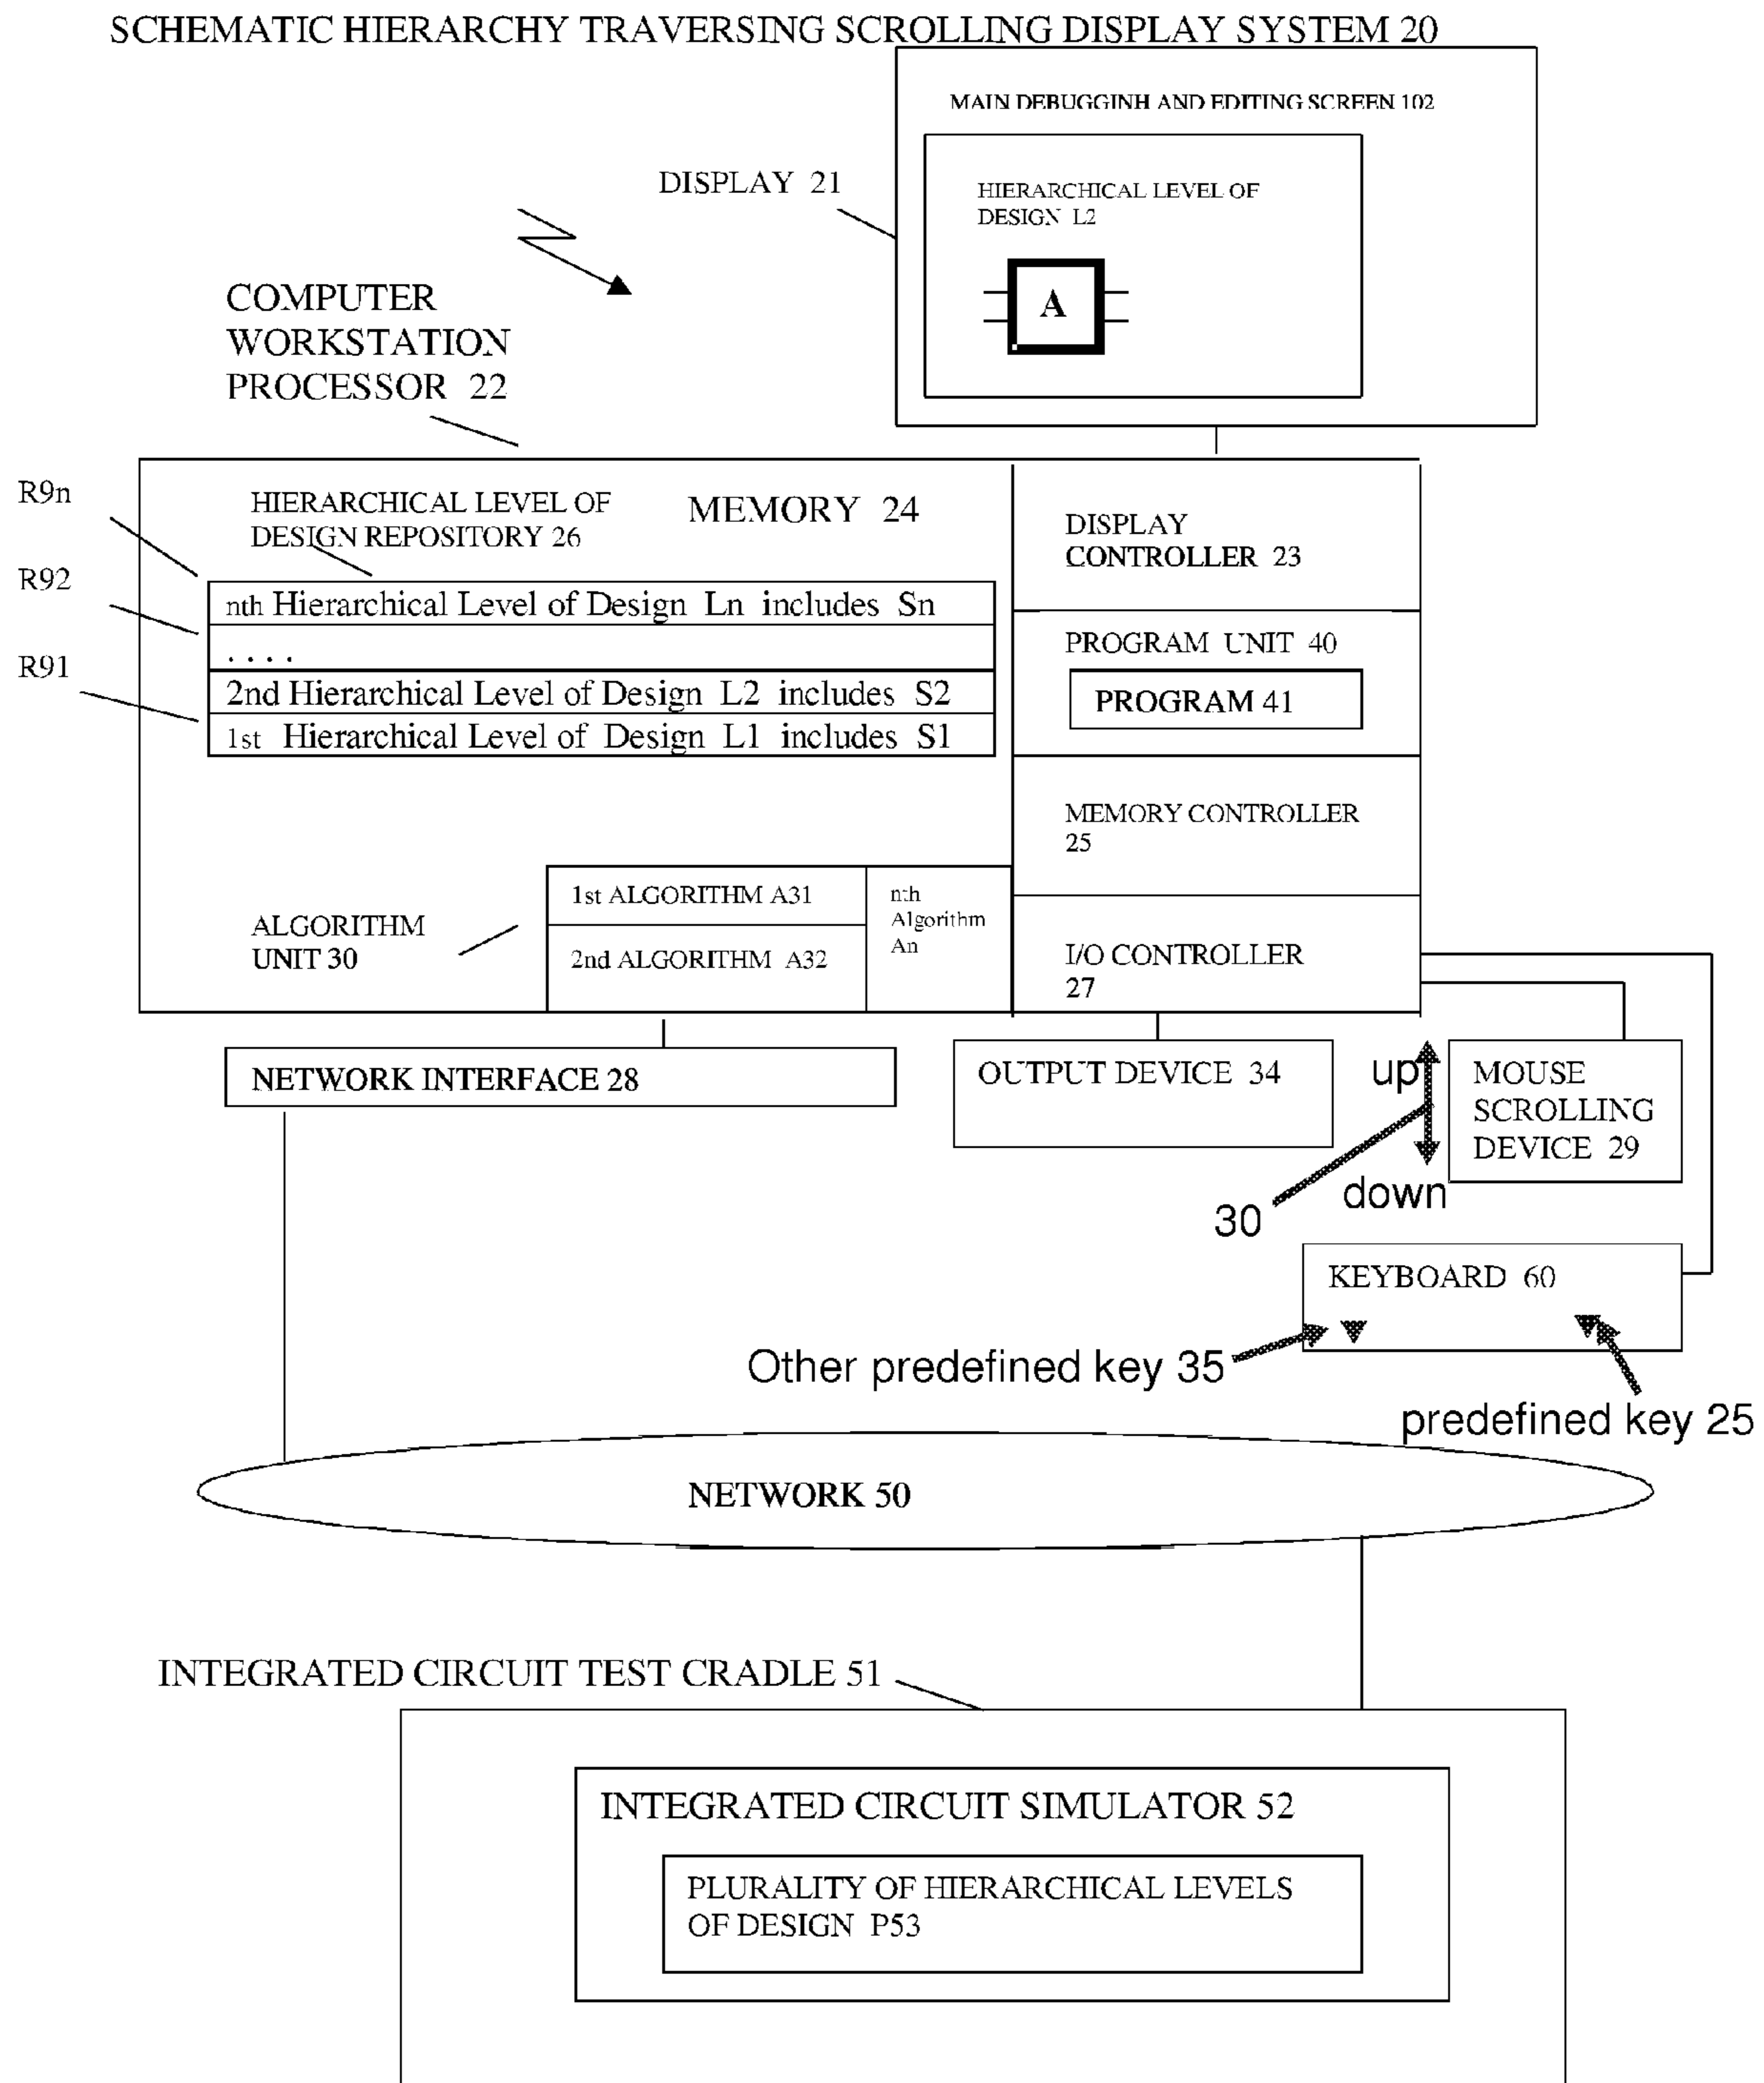 SCHEMATIC HIERARCHY TRAVERSING SCROLLING DISPLAY SYSTEM 20
MAIN DEBUGGINH AND EDITING SCREEN 102
DISPLAY 21
HIERARCHICAL LEVEL OF
DESIGN L2
A
COMPUTER
WORKSTATION
PROCESSOR 22
R9n
R92
R91
HIERARCHICAL LEVEL OF
DESIGN REPOSITORY 26
MEMORY 24
nth Hierarchical Level of Design Ln includes Sn
. . . .
2nd Hierarchical Level of Design L2 includes S2
1st Hierarchical Level of Design L1 includes S1
DISPLAY
CONTROLLER 23
PROGRAM UNIT 40
PROGRAM 41
MEMORY CONTROLLER
25
ALGORITHM
UNIT 30
1st ALGORITHM A31
2nd ALGORITHM A32
nth
Algorithm
An
I/O CONTROLLER
27
NETWORK INTERFACE 28
OUTPUT DEVICE 34
up
down
30
MOUSE
SCROLLING
DEVICE 29
KEYBOARD 60
Other predefined key 35
predefined key 25
NETWORK 50
INTEGRATED CIRCUIT TEST CRADLE 51
INTEGRATED CIRCUIT SIMULATOR 52
PLURALITY OF HIERARCHICAL LEVELS
OF DESIGN P53